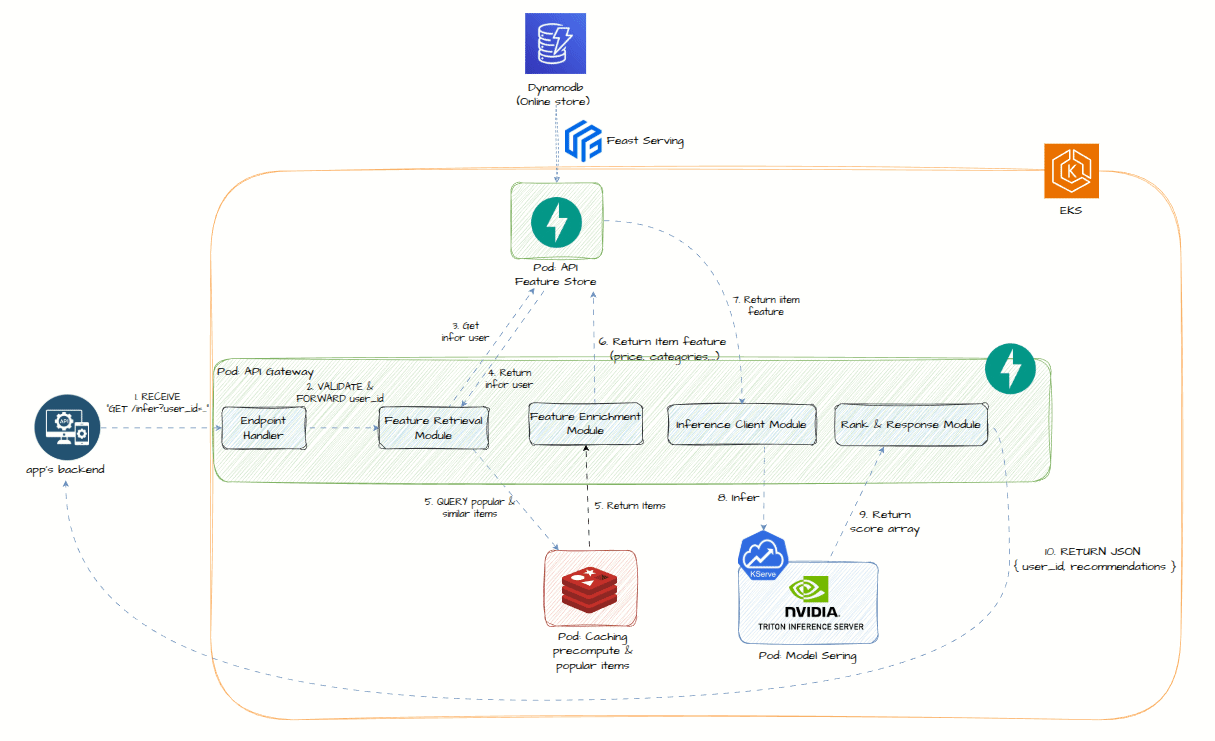 Dynamodb
(Online store)
Feast Serving
EKS
Pod: API
Feature Store
7. Return iitem
feature
3. Get
infor user
6. Return Item feature
(price, categories,...)
4. Return
infor user
Pod: API Gateway
2. VALIDATE &
FORWARD user_id
1. RECEIVE
"GET /infer?user_id=..."
API
Endpoint
Handler
Feature Retrieval
Module
Feature Enrichment
Module
Inference Client Module
Rank & Response Module
app's backend
5. QUERY popular &
similar items
5. Return Items
8. Infer
9. Return
score array
10. RETURN JSON
{ user_id, recommendations }
KServe
NVIDIA.
TRITON INFERENCE SERVER
Pod: Caching
precompute &
popular items
Pod: Model Sering